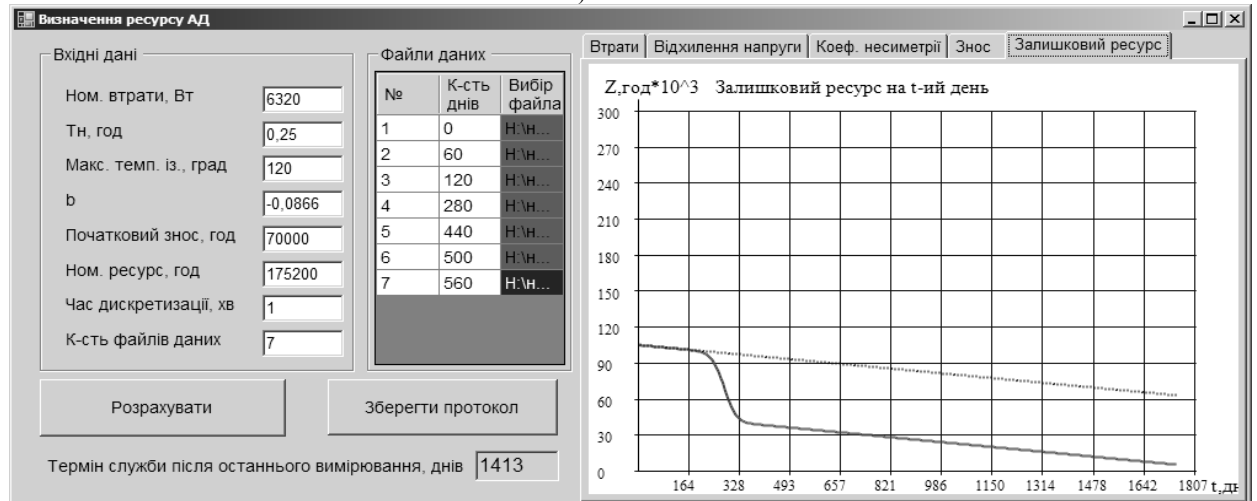 Визначення ресурсу АД
Вхідні дані
Ном. втрати, Вт 6320
Тн, год 0,25
Макс. темп. із., град 120
b -0,0866
Початковий знос, год 70000
Ном. ресурс, год 175200
Час дискретизації, хв 1
К-сть файлів даних 7
Файли даних
№ К-сть днів Вибір файла
1 0 Н:\н...
2 60 Н:\н...
3 120 Н:\н...
4 280 Н:\н...
5 440 Н:\н...
6 500 Н:\н...
7 560 Н:\н...
Розрахувати
Зберегти протокол
Термін служби після останнього вимірювання, днів 1413
Втрати Відхилення напруги Коеф. несиметрії Знос Залишковий ресурс
Z,год*10^3 Залишковий ресурс на t-ий день
300
270
240
210
180
150
120
90
60
30
0
164 328 493 657 821 986 1150 1314 1478 1642 1807 t,дн